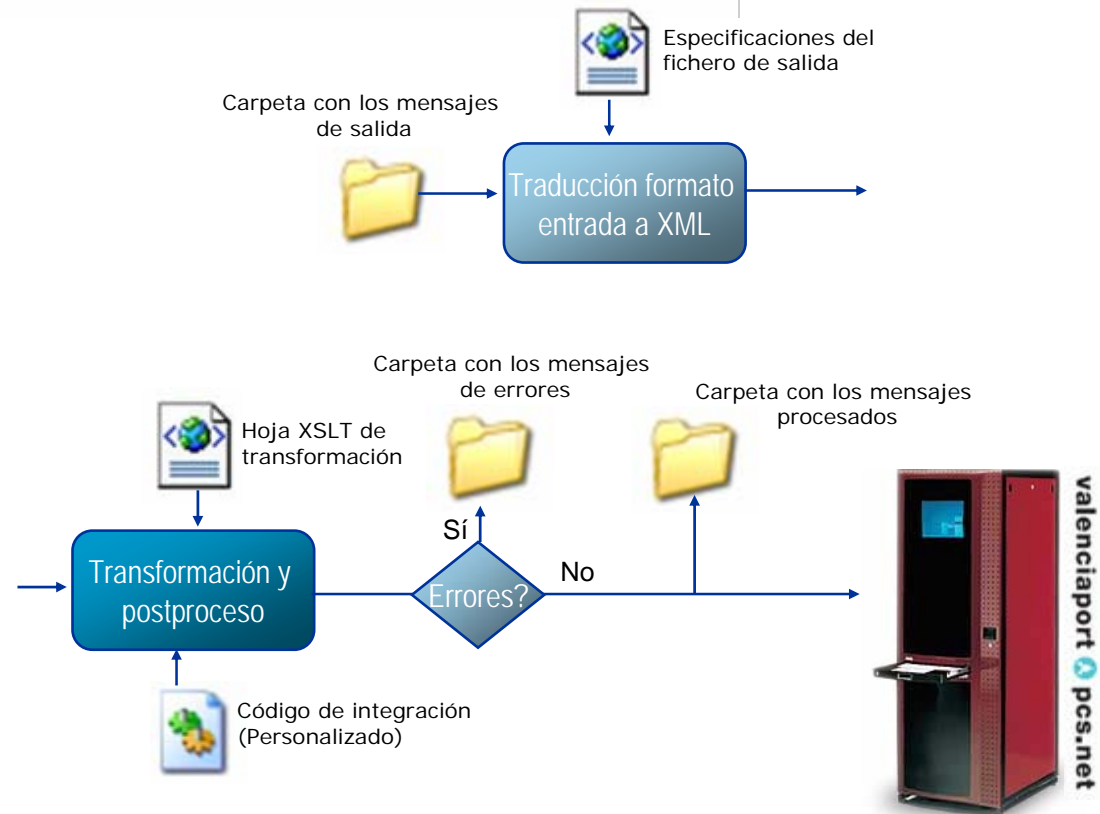 Especificaciones del
fichero de salida
Carpeta con los mensajes
de salida
Traducción formato
entrada a XML
Carpeta con los mensajes
de errores
Carpeta con los mensajes
procesados
Hoja XSLT de
transformación
Sí
No
Transformación y
postproceso
Errores?
Código de integración
(Personalizado)
valenciaport pcs.net